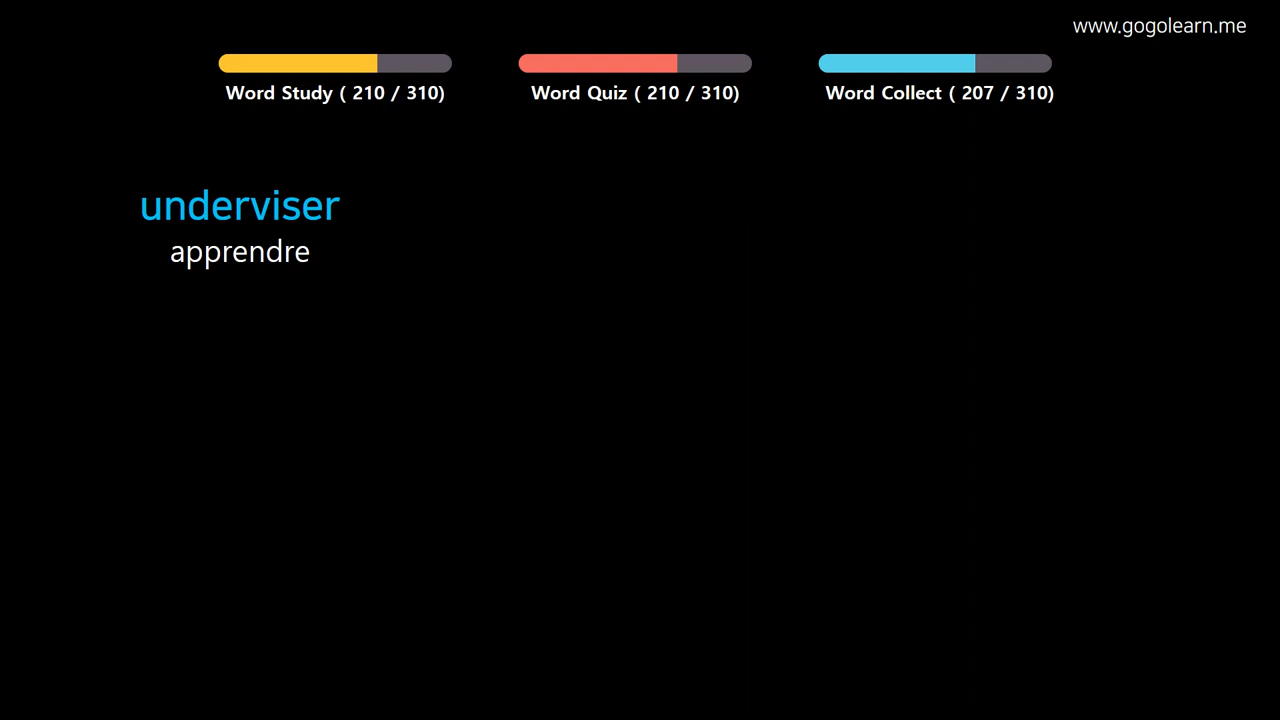 www.gogolearn.me
Word Study ( 210 / 310)
Word Quiz ( 210 / 310)
Word Collect ( 207 / 310)
underviser
apprendre